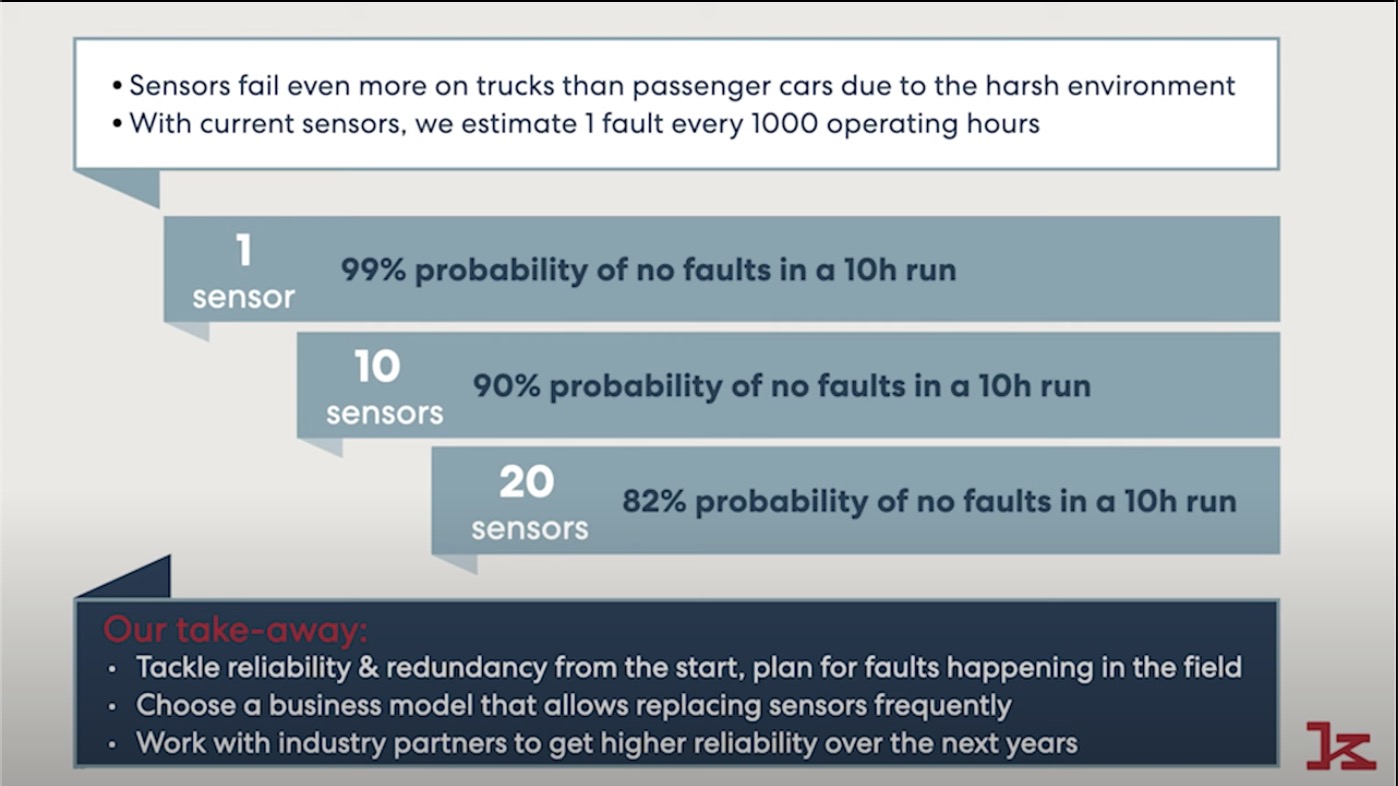 • Sensors fail even more on trucks than passenger cars due to the harsh environment
• With current sensors, we estimate 1 fault every 1000 operating hours
1
sensor
99% probability of no faults in a 10h run
10
sensors
90% probability of no faults in a 10h run
20
sensors
82% probability of no faults in a 10h run
Our take-away:
• Tackle reliability & redundancy from the start, plan for faults happening in the field
• Choose a business model that allows replacing sensors frequently
• Work with industry partners to get higher reliability over the next years